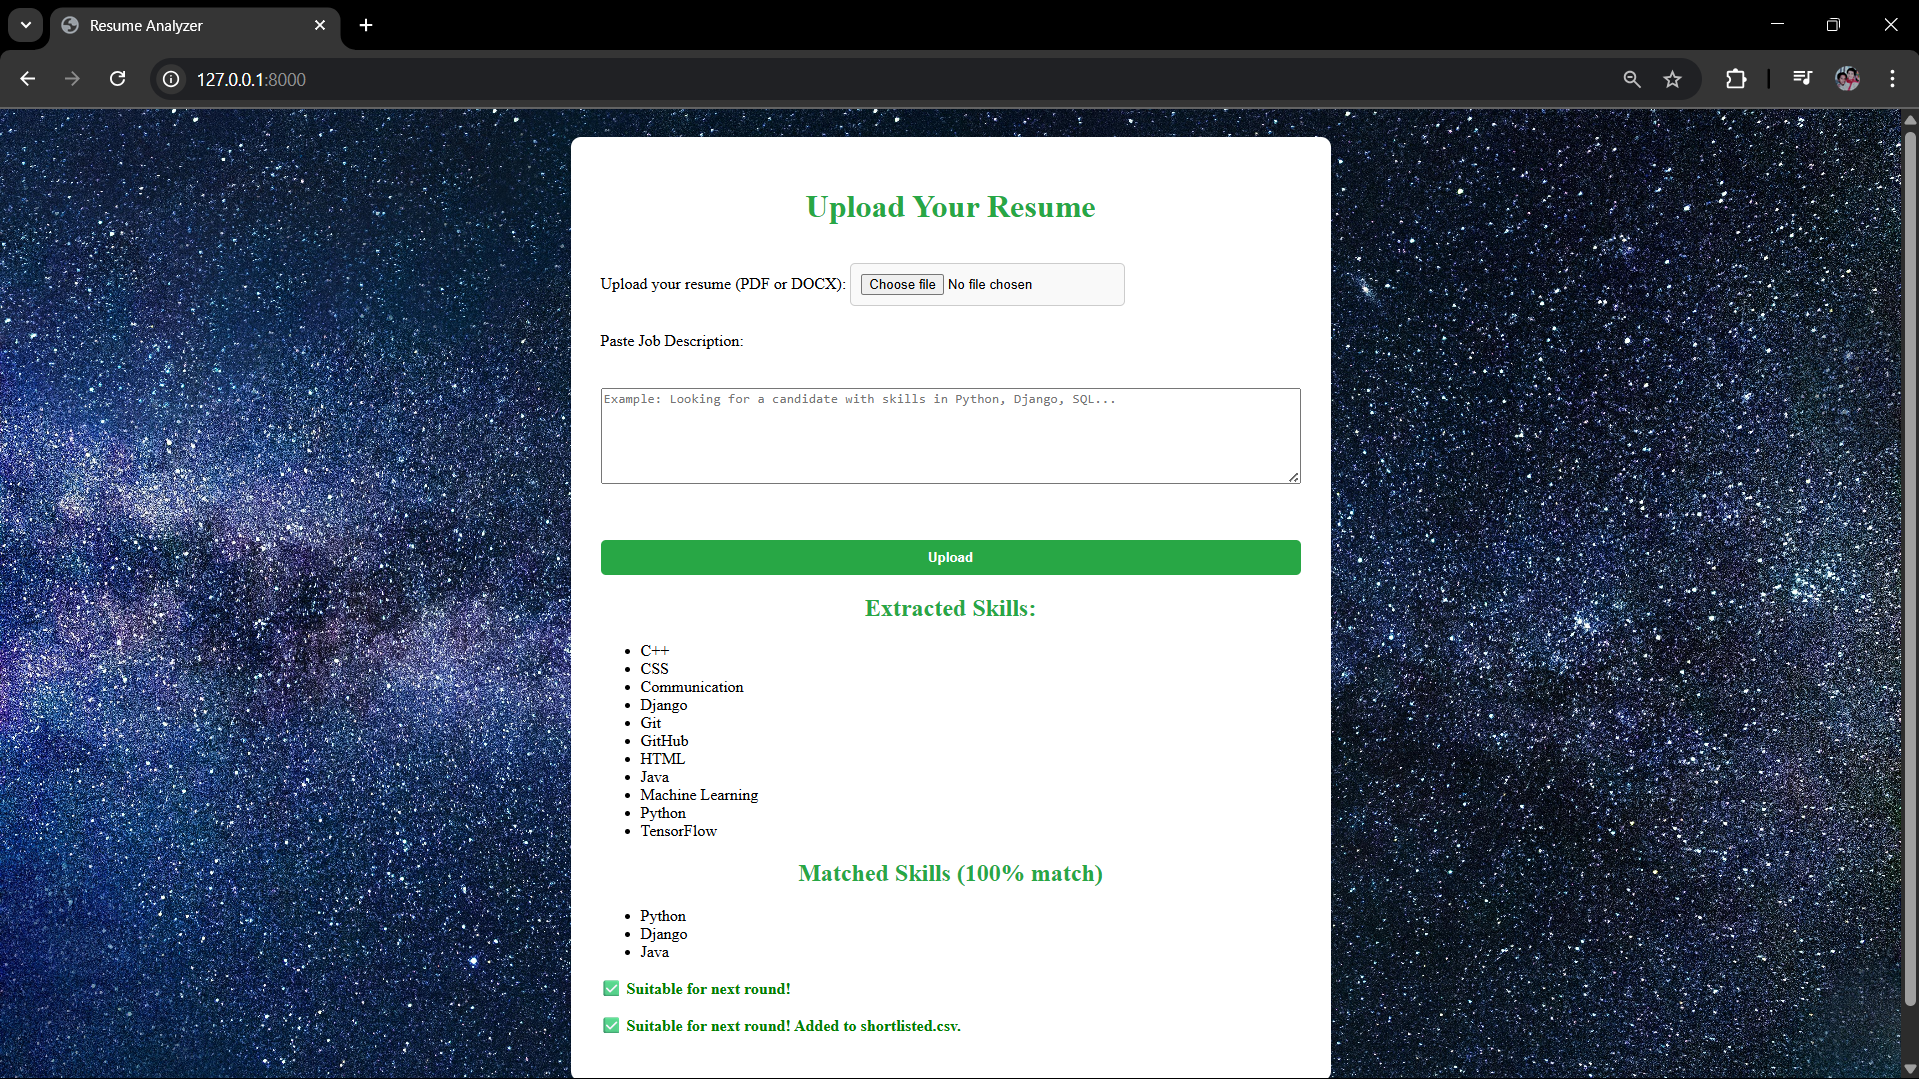 Resume Analyzer
127.0.0.1:8000
Upload Your Resume
Upload your resume (PDF or DOCX): Choose file No file chosen
Paste Job Description:
Example: Looking for a candidate with skills in Python, Django, SQL...
Upload
Extracted Skills:
C++
CSS
Communication
Django
Git
GitHub
HTML
Java
Machine Learning
Python
TensorFlow
Matched Skills (100% match)
Python
Django
Java
Suitable for next round!
Suitable for next round! Added to shortlisted.csv.